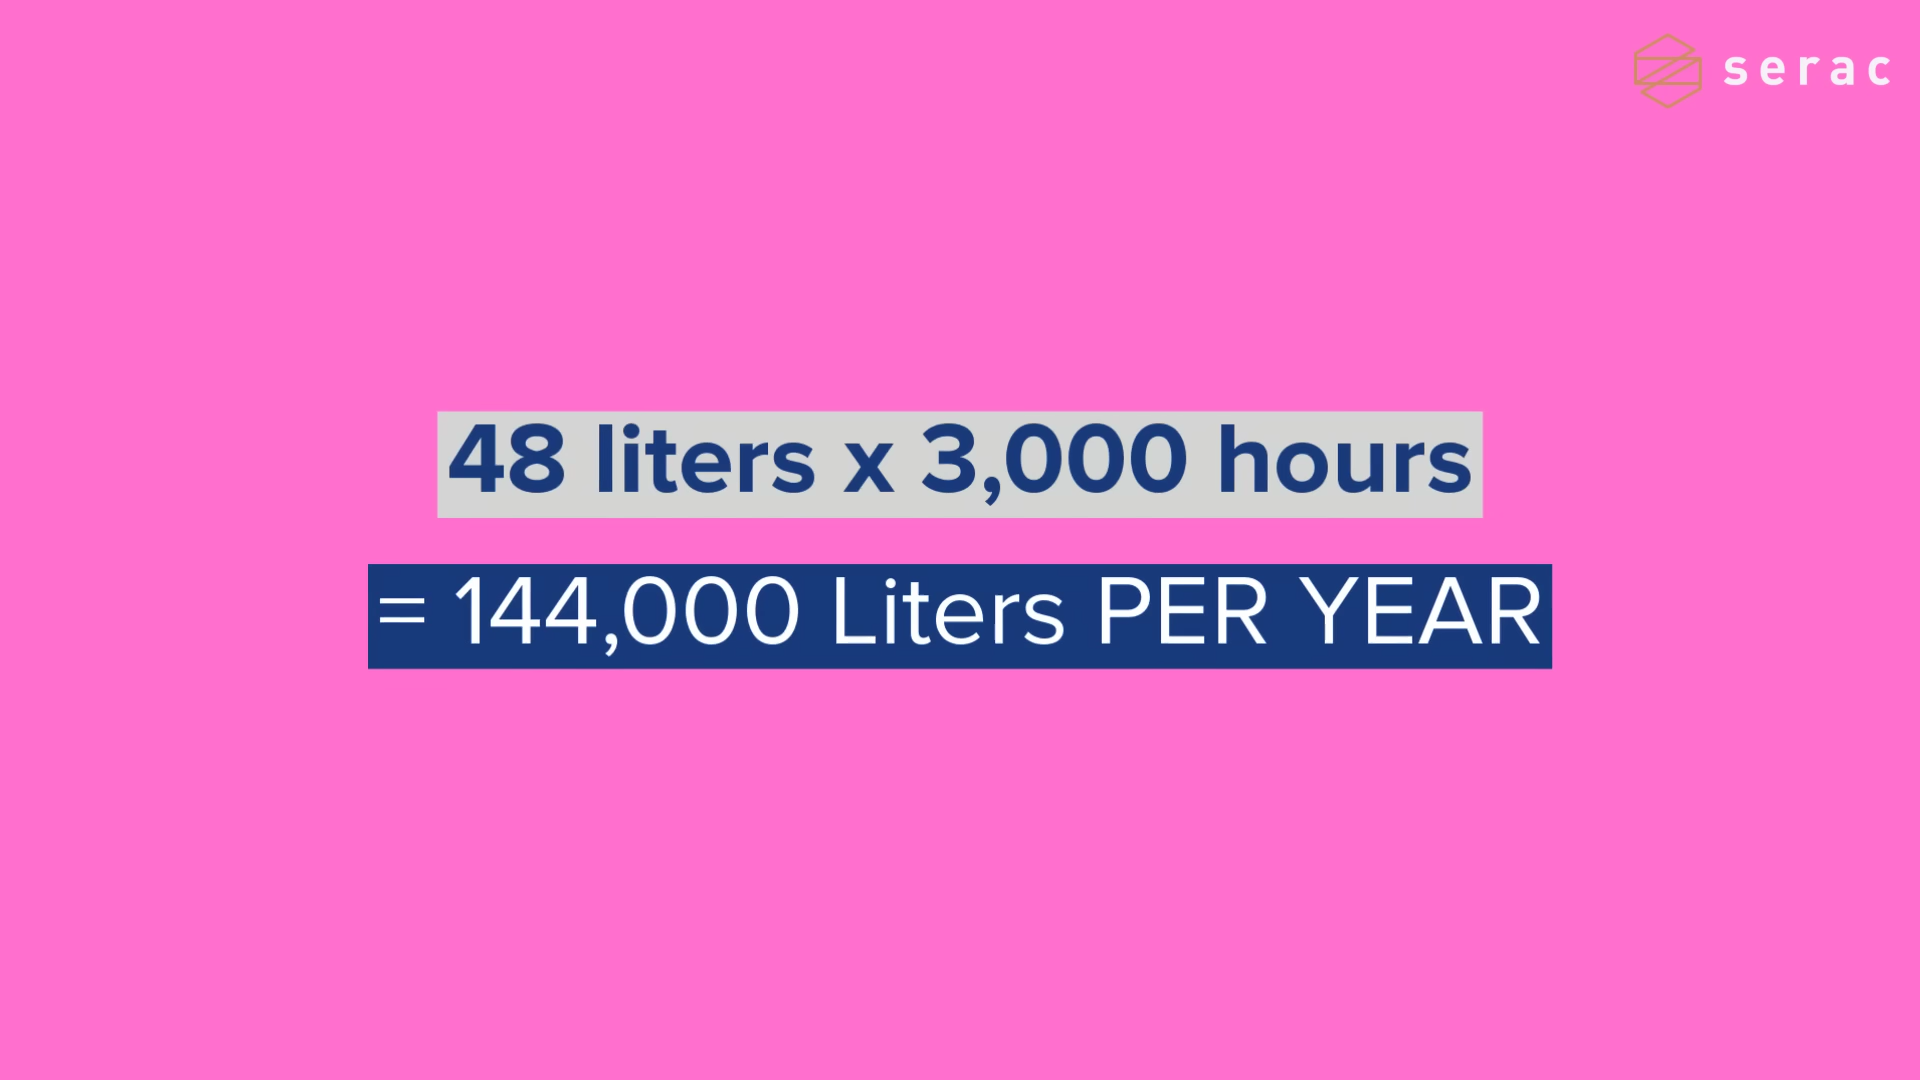 serac
48 liters x 3,000 hours
= 144,000 Liters PER YEAR